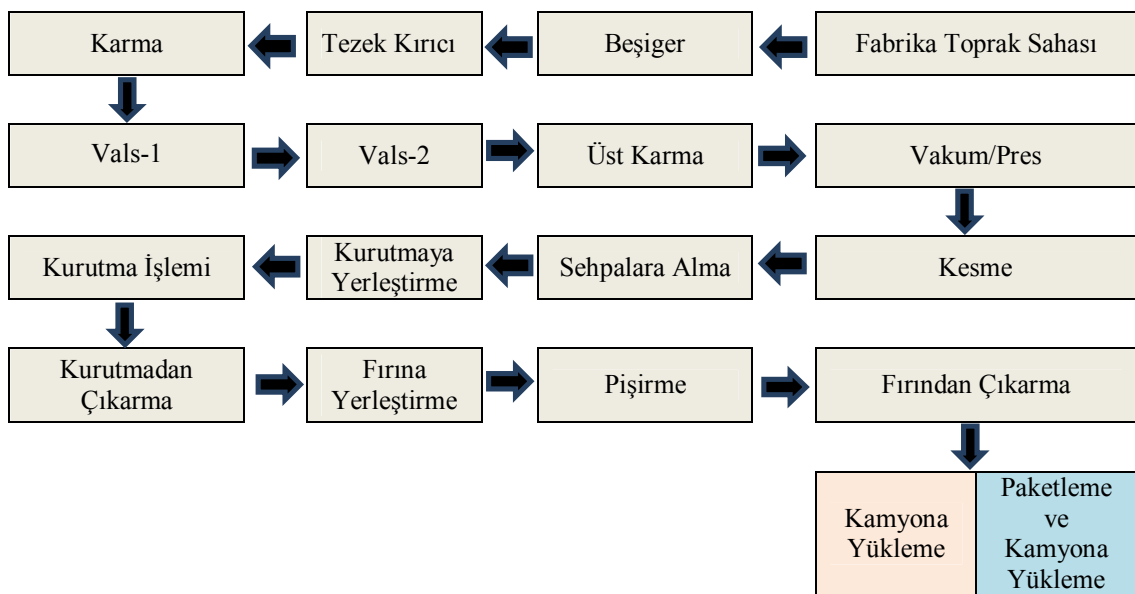 Karma
Tezek Kırıcı
Beşiger
Fabrika Toprak Sahası
Vals-1
Vals-2
Üst Karma
Vakum/Pres
Kurutma İşlemi
Kurutmaya
Yerleştirme
Sehpalara Alma
Kesme
Kurutmadan
Çıkarma
Fırına
Yerleştirme
Pişirme
Fırından Çıkarma
Kamyona
Yükleme
Paketleme
ve
Kamyona
Yükleme